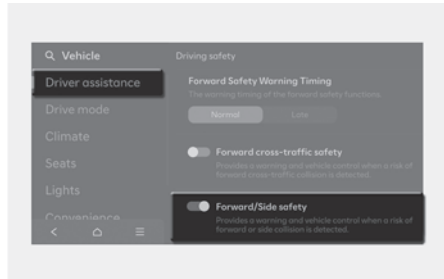 Vehicle
Driving safety
Driver assistance
Forward Safety Warning Timing
The warning timing of the forward safety functions.
Drive mode
Normal
Late
Climate
Forward cross-traffic safety
Provides a warning and vehicle control when a risk of
forward cross-traffic collision is detected.
Seats
Lights
Forward/Side safety
Provides a warning and vehicle control when a risk of
forward or side collision is detected.
Convenience